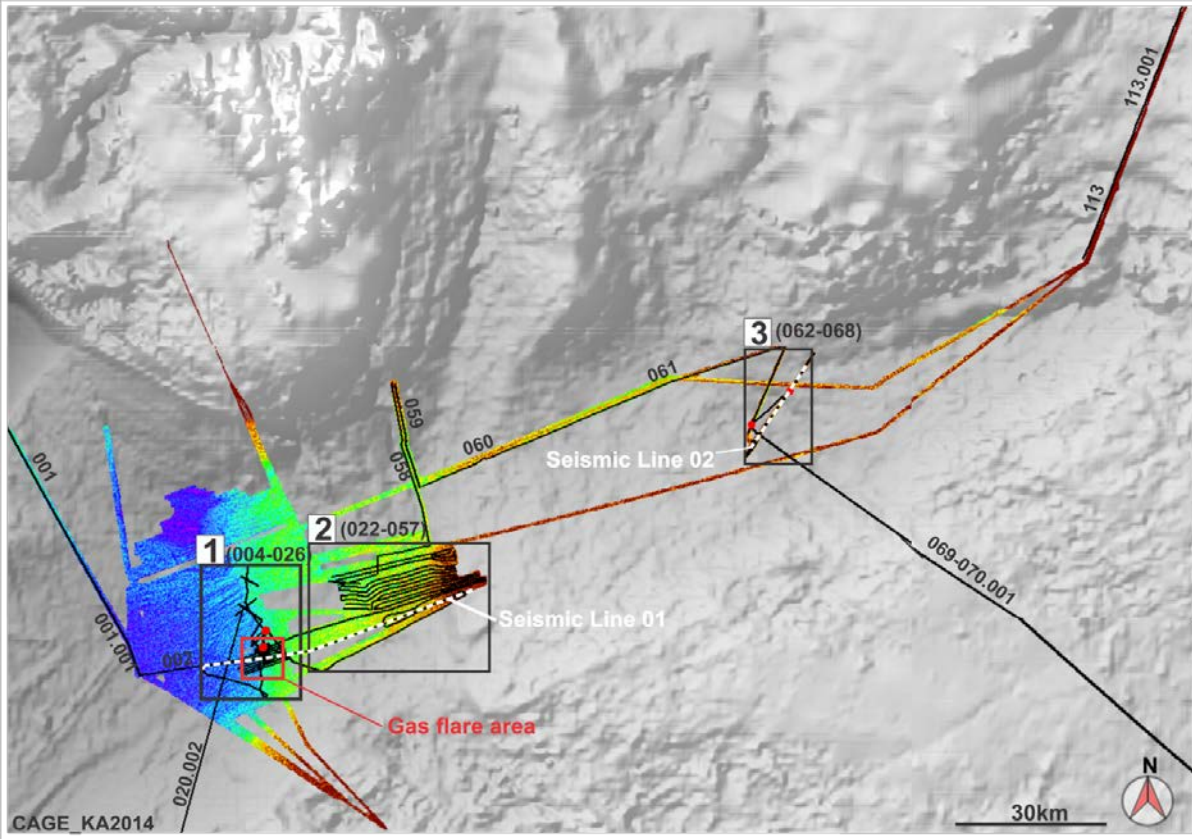 113.001
113
3 (062-068)
061
059
060
058
Seismic Line 02
001
2 (022-057)
1 (004-026)
069-070.001
Seismic Line 01
001.001
002
Gas flare area
020.002
N
30km
CAGE_KA2014